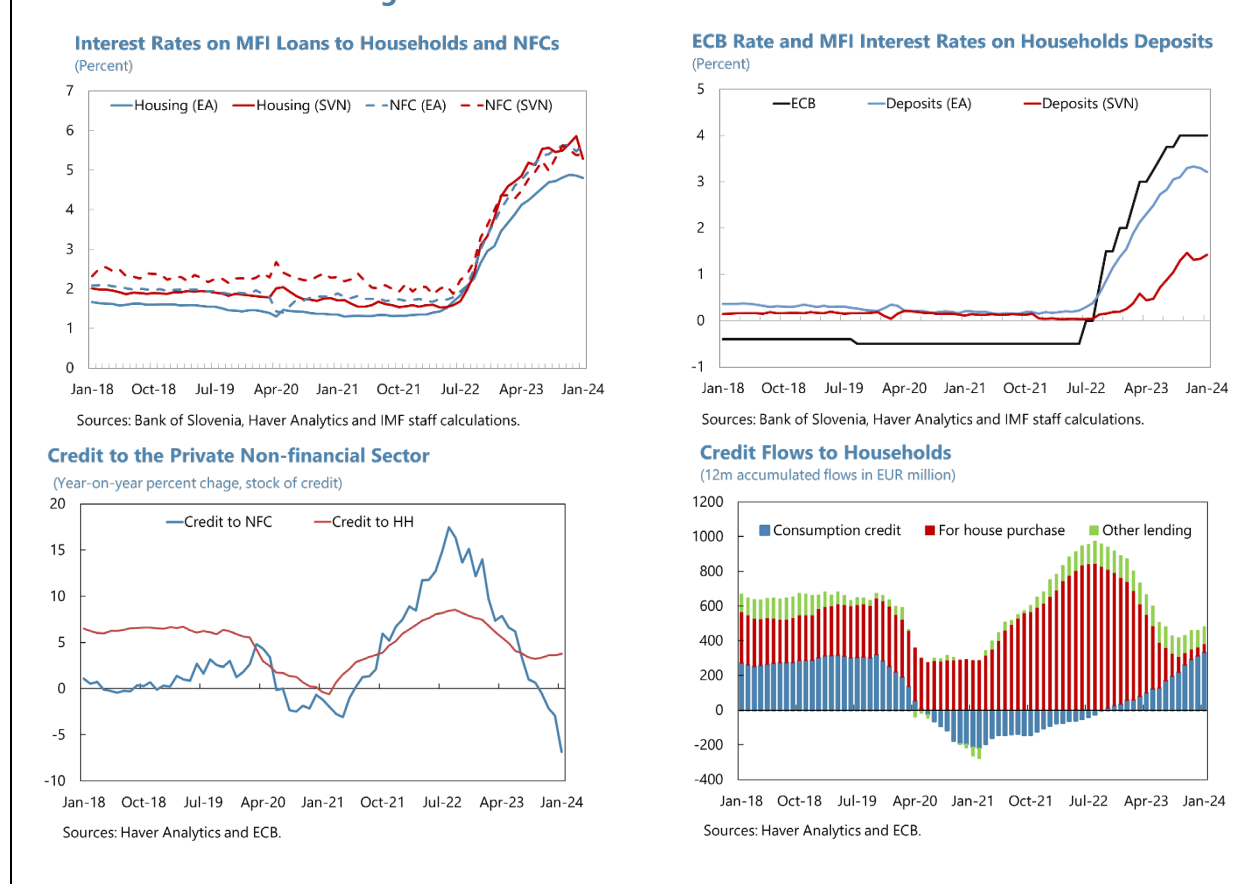 Interest Rates on MFI Loans to Households and NFCs
(Percent)
7
Housing (EA) Housing (SVN) NFC (EA) NFC (SVN)
6
5
4
3
2
1
0
Jan-18 Oct-18 Jul-19 Apr-20 Jan-21 Oct-21 Jul-22 Apr-23 Jan-24
Sources: Bank of Slovenia, Haver Analytics and IMF staff calculations.
ECB Rate and MFI Interest Rates on Households Deposits
(Percent)
5
ECB Deposits (EA) Deposits (SVN)
4
3
2
1
0
-1
Jan-18 Oct-18 Jul-19 Apr-20 Jan-21 Oct-21 Jul-22 Apr-23 Jan-24
Sources: Bank of Slovenia, Haver Analytics and IMF staff calculations.
Credit to the Private Non-financial Sector
(Year-on-year percent chage, stock of credit)
20
Credit to NFC Credit to HH
15
10
5
0
-5
-10
Jan-18 Oct-18 Jul-19 Apr-20 Jan-21 Oct-21 Jul-22 Apr-23 Jan-24
Sources: Haver Analytics and ECB.
Credit Flows to Households
(12m accumulated flows in EUR million)
1200
1000
Consumption credit For house purchase Other lending
800
600
400
200
0
-200
-400
Jan-18 Oct-18 Jul-19 Apr-20 Jan-21 Oct-21 Jul-22 Apr-23 Jan-24
Sources: Haver Analytics and ECB.